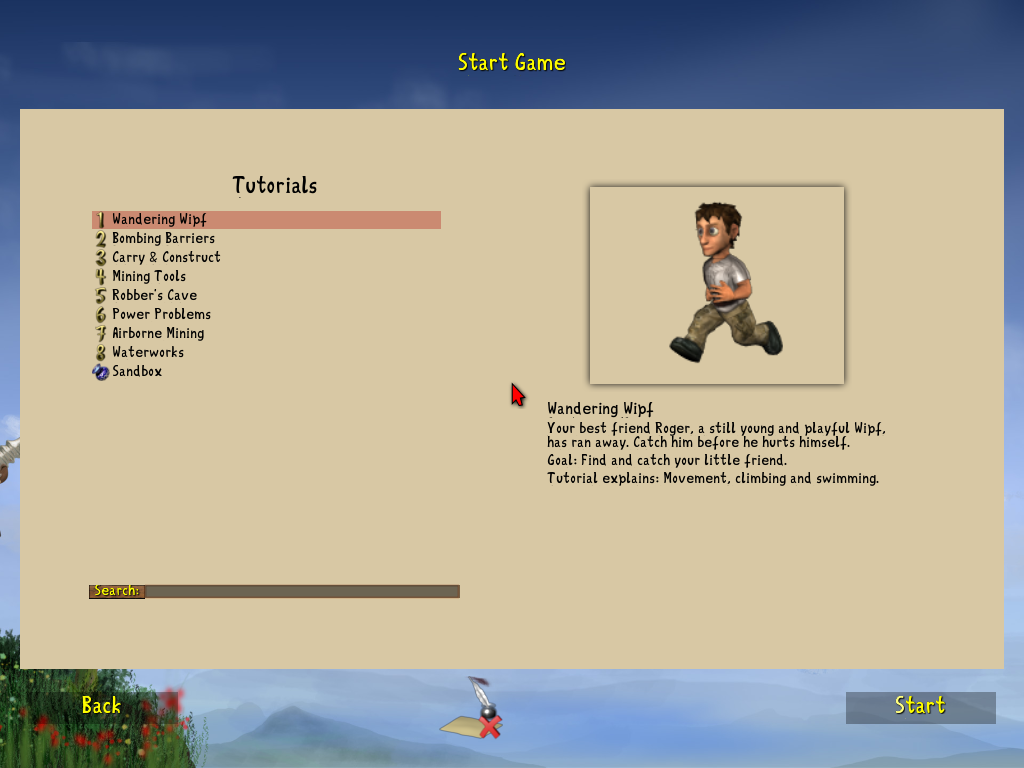 Start Game
Tutorials
1 Wandering Wipf
2 Bombing Barriers
3 Carry & Construct
4 Mining Tools
5 Robber's Cave
6 Power Problems
7 Airborne Mining
8 Waterworks
Sandbox
Wandering Wipf
Your best friend Roger, a still young and playful Wipf,
has ran away. Catch him before he hurts himself.
Goal: Find and catch your little friend.
Tutorial explains: Movement, climbing and swimming.
Search:
Back
Start